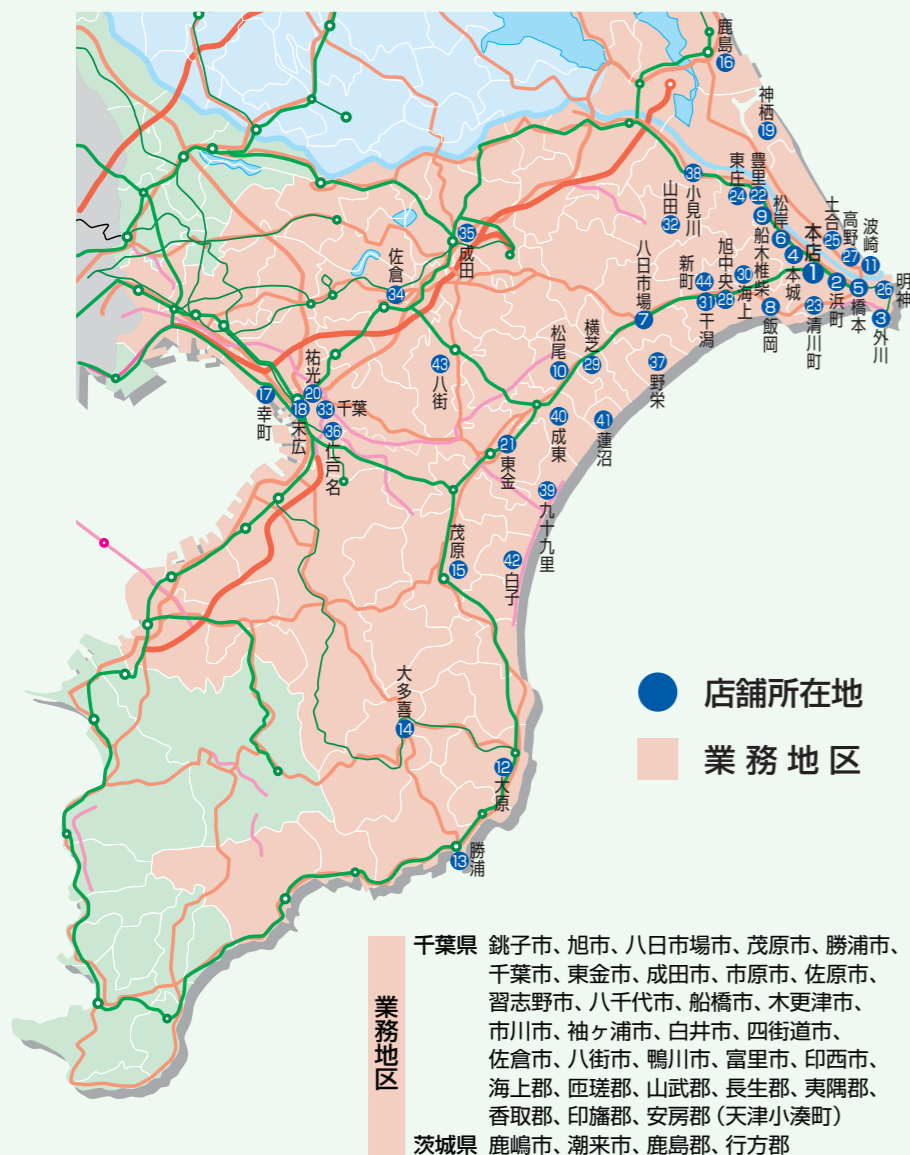 鹿島
16
神栖
19
豊里
22
東庄
24
38
小見川
山田
32
9
船木椎柴
松岸
6
4
本城
本店
1
土合
25
高野
27
波崎
11
明神
26
2
浜町
5
橋本
3
外川
23
清川町
8
飯岡
30
海上
旭中央
28
新町
44
31
干潟
八日市場
7
37
野栄
横芝
29
松尾
10
40
成東
41
蓮沼
35
成田
佐倉
34
43
八街
祐光
20
17
幸町
18
末広
33
千葉
36
仁戸名
21
東金
39
九十九里
茂原
15
42
白子
大多喜
14
12
大原
13
勝浦
店舗所在地
業務地区
業務地区
千葉県 銚子市、旭市、八日市場市、茂原市、勝浦市、
千葉市、東金市、成田市、市原市、佐原市、
習志野市、八千代市、船橋市、木更津市、
市川市、袖ヶ浦市、白井市、四街道市、
佐倉市、八街市、鴨川市、富里市、印西市、
海上郡、匝瑳郡、山武郡、長生郡、夷隅郡、
香取郡、印旛郡、安房郡（天津小湊町）
茨城県 鹿嶋市、潮来市、鹿島郡、行方郡